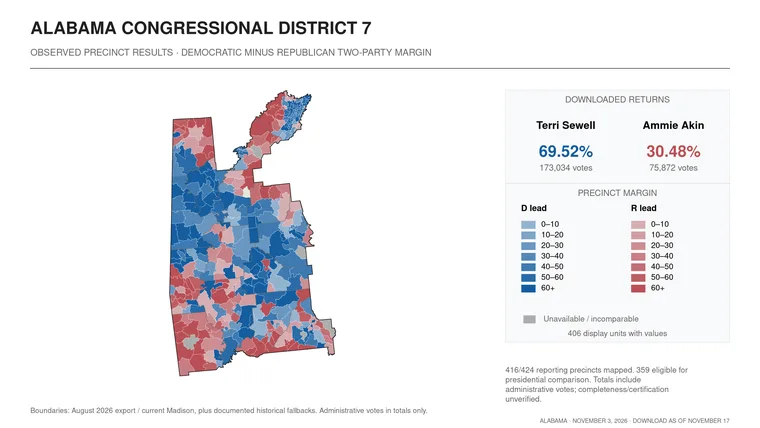 ALABAMA CONGRESSIONAL DISTRICT 7
OBSERVED PRECINCT RESULTS · DEMOCRATIC MINUS REPUBLICAN TWO-PARTY MARGIN
DOWNLOADED RETURNS
Terri Sewell Ammie Akin
69.52% 30.48%
173,034 votes 75,872 votes
PRECINCT MARGIN
D lead R lead
0–10 0–10
10–20 10–20
20–30 20–30
30–40 30–40
40–50 40–50
50–60 50–60
60+ 60+
Unavailable / incomparable
406 display units with values
416/424 reporting precincts mapped. 359 eligible for
presidential comparison. Totals include
administrative votes; completeness/certification
unverified.
Boundaries: August 2026 export / current Madison, plus documented historical fallbacks. Administrative votes in totals only.
ALABAMA · NOVEMBER 3, 2026 · DOWNLOAD AS OF NOVEMBER 17